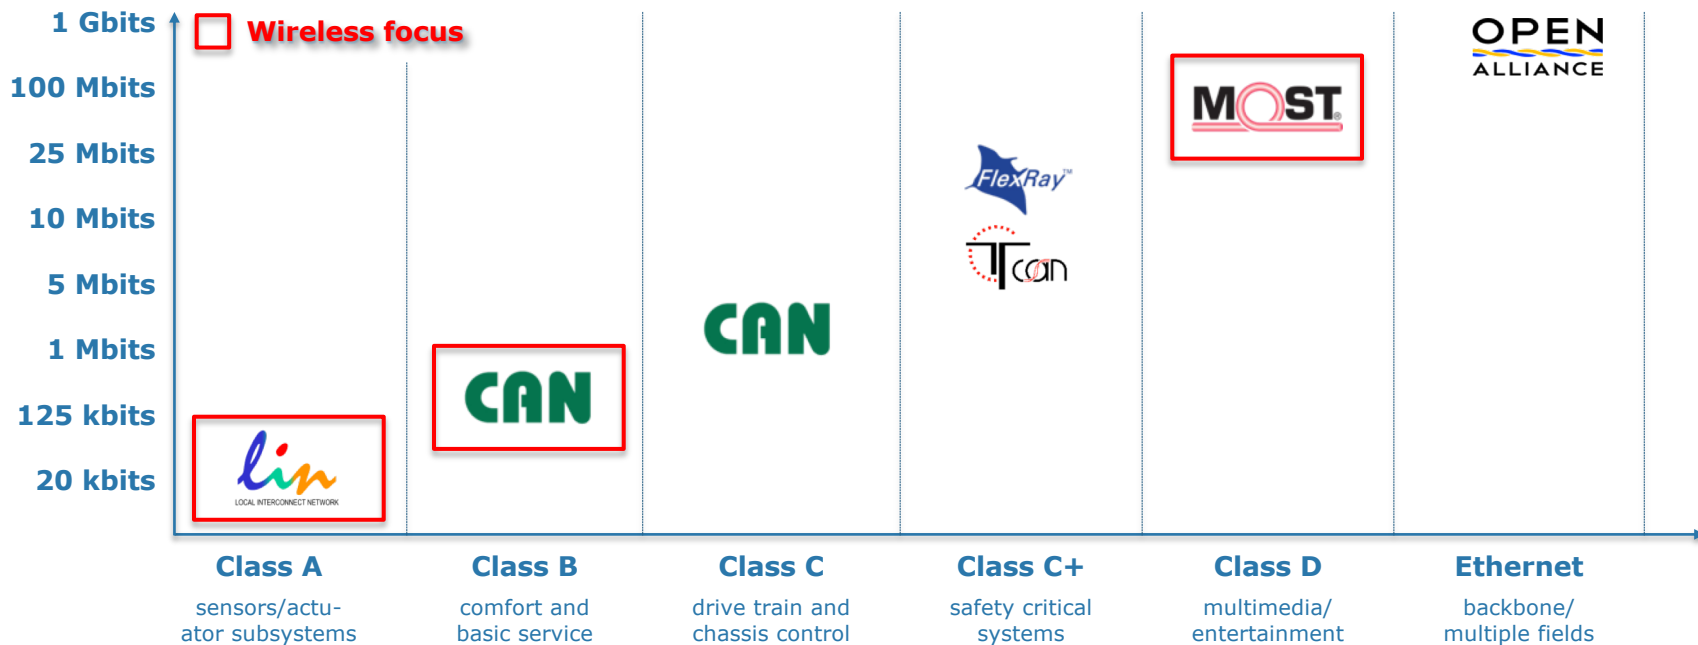 1 Gbits
Wireless focus
OPEN
ALLIANCE
100 Mbits
MOST®
25 Mbits
FlexRay™
10 Mbits
TTcan
5 Mbits
CAN
1 Mbits
CAN
125 kbits
lin
LOCAL INTERCONNECT NETWORK
20 kbits
Class A
Class B
Class C
Class C+
Class D
Ethernet
sensors/actu-
ator subsystems
comfort and
basic service
drive train and
chassis control
safety critical
systems
multimedia/
entertainment
backbone/
multiple fields